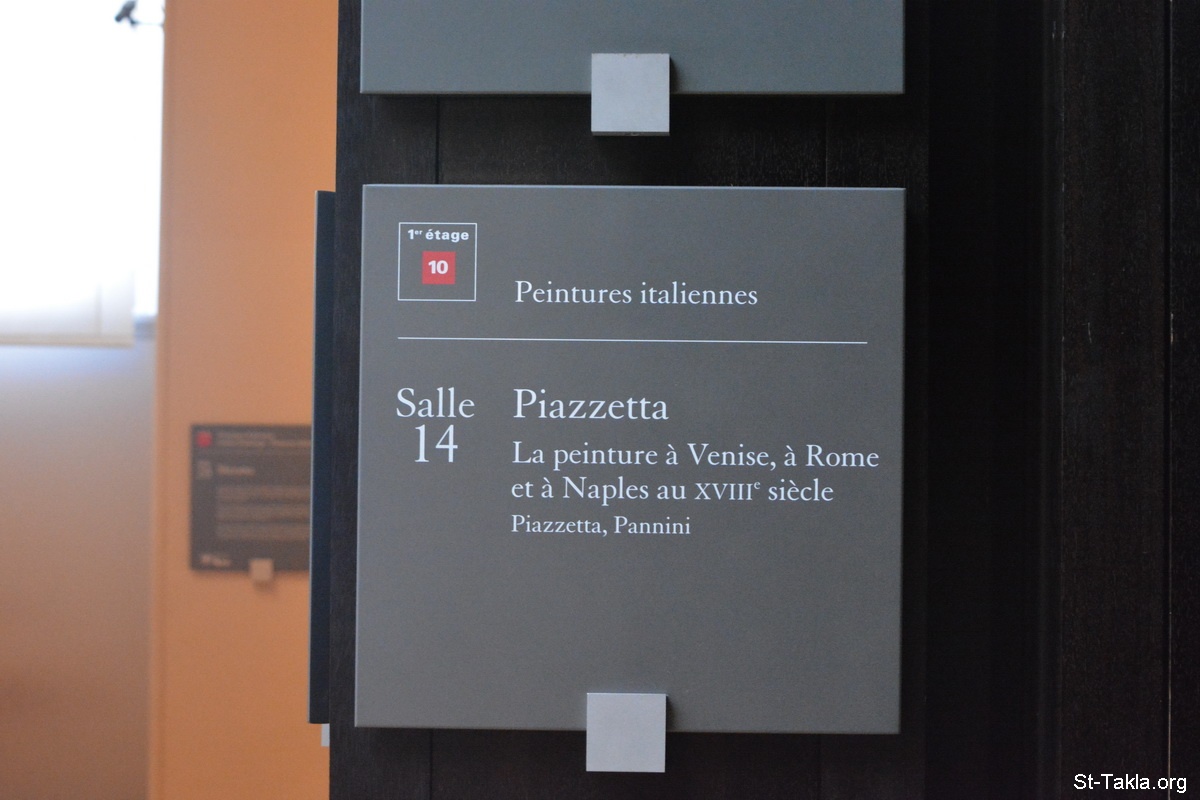 1er étage
10
Peintures italiennes
Salle
14
Piazzetta
La peinture à Venise, à Rome
et à Naples au XVIIIe siècle
Piazzetta, Pannini
St-Takla.org